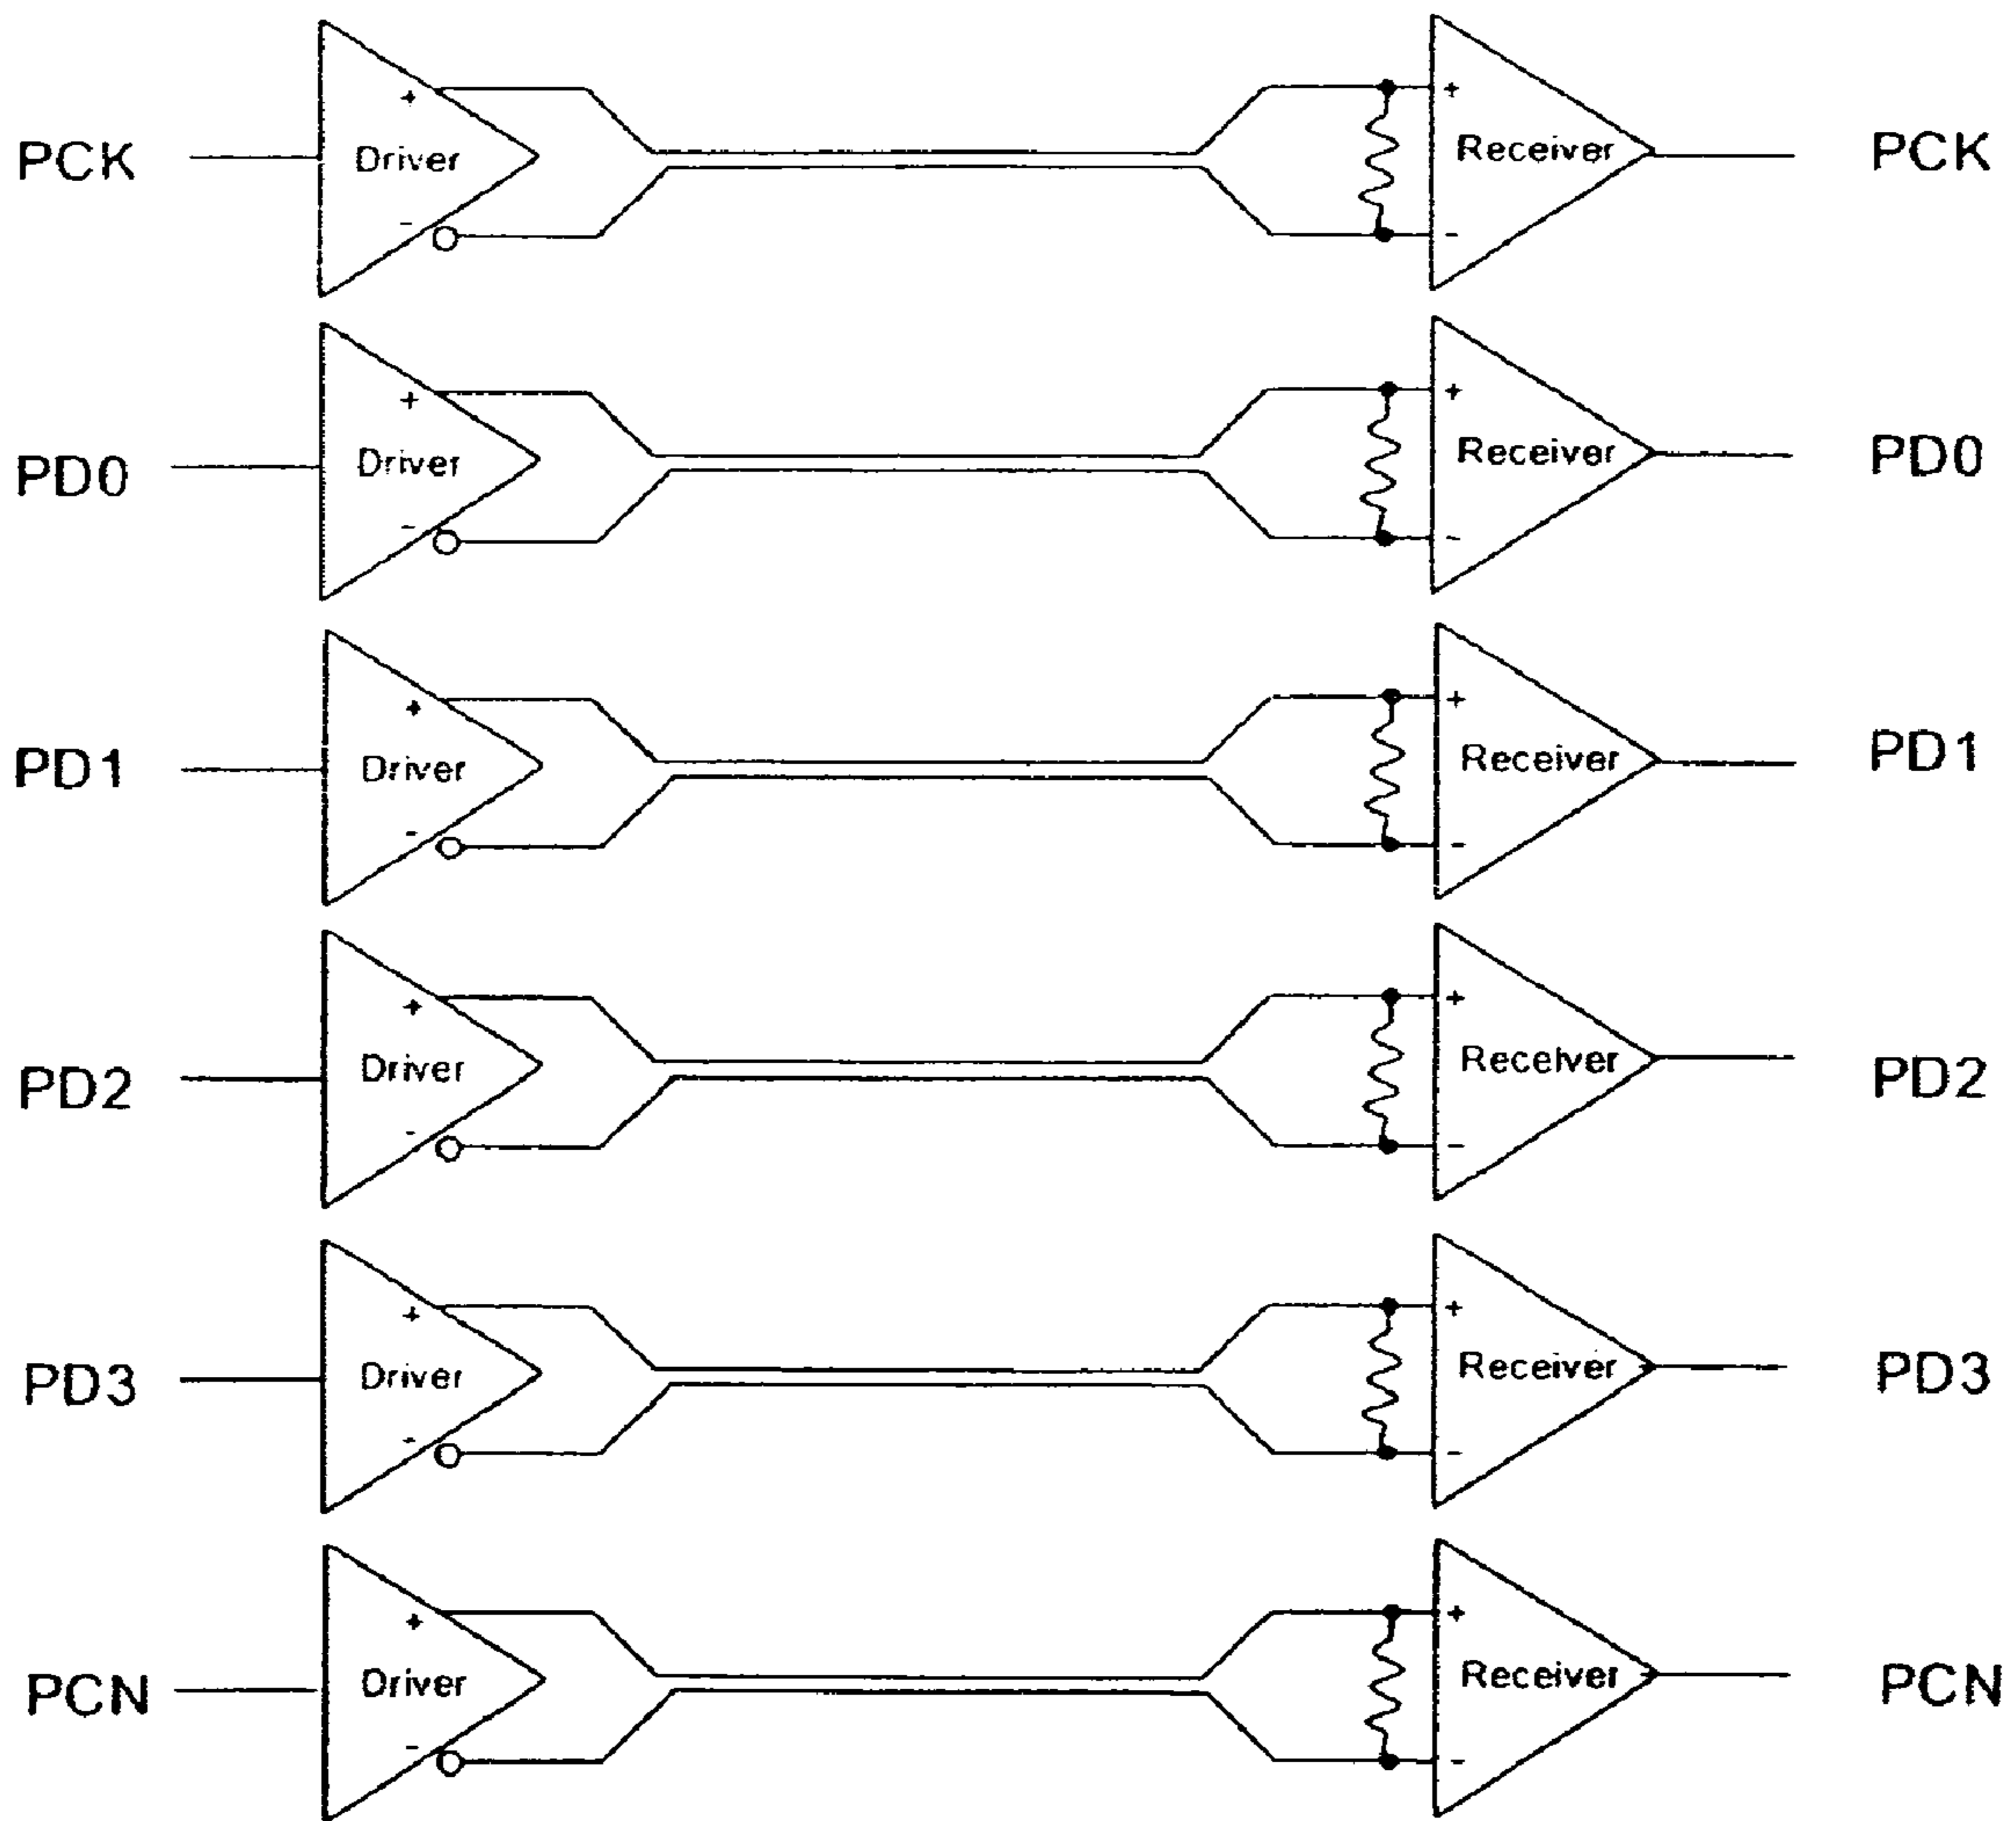 PCK + Driver - + Receiver - PCK
PD0 + Driver - + Receiver - PD0
PD1 + Driver - + Receiver - PD1
PD2 + Driver - + Receiver - PD2
PD3 + Driver - + Receiver - PD3
PCN + Driver - + Receiver - PCN